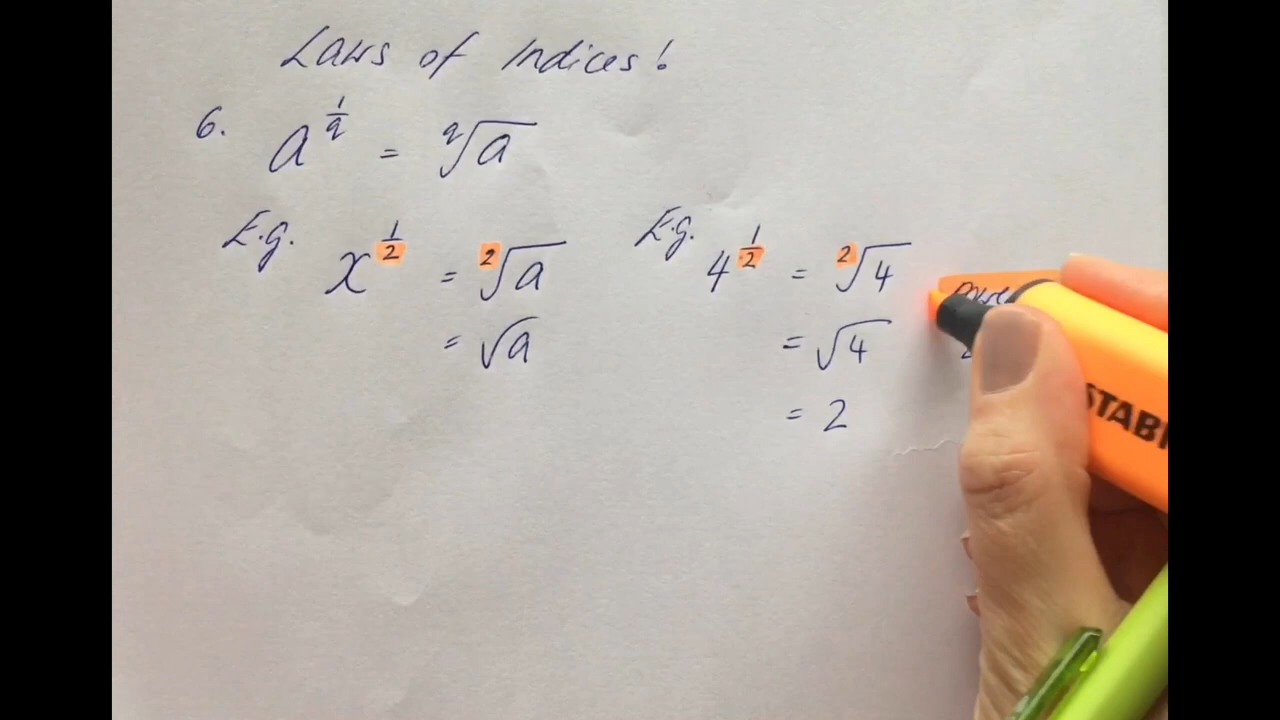 Laws of Indices!
6. a^{1/q} = ^q√a
E.g. x^{1/2} = ^2√a
= √a
E.g. 4^{1/2} = ^2√4
= √4
= 2
STABI